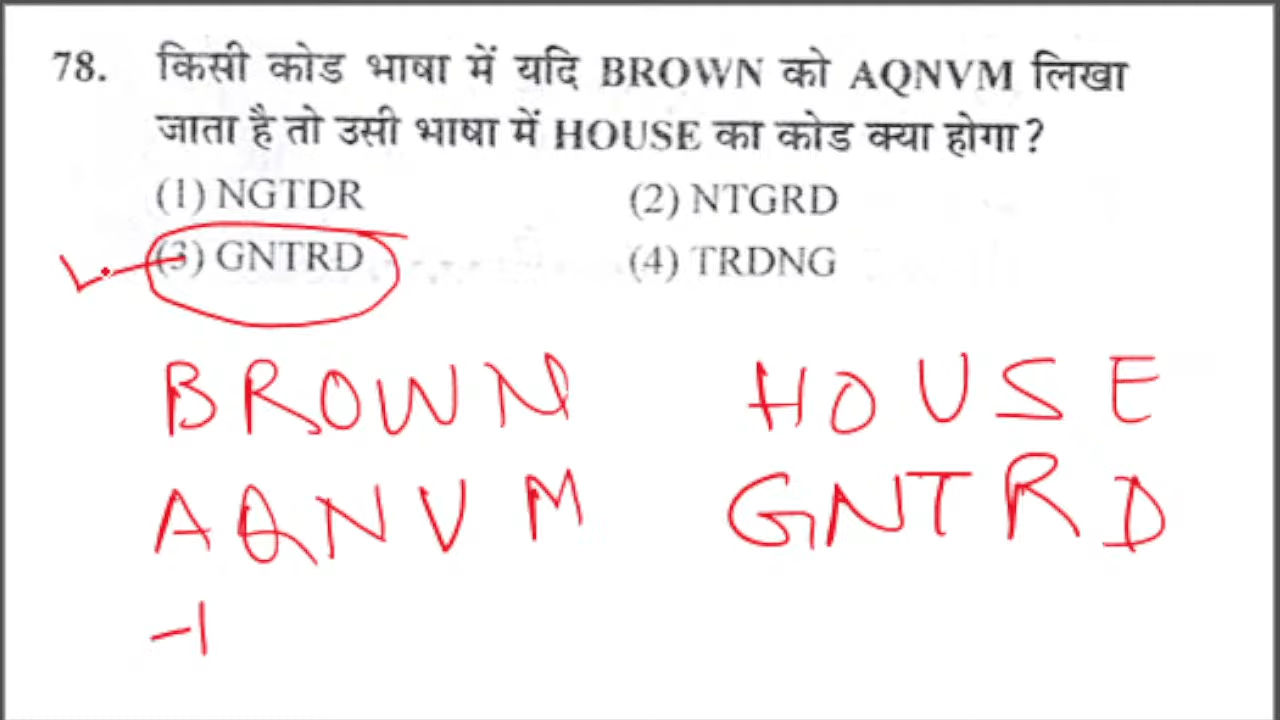 78. किसी कोड भाषा में यदि BROWN को AQNVM लिखा
जाता है तो उसी भाषा में HOUSE का कोड क्या होगा?
(1) NGTDR (2) NTGRD
(3) GNTRD (4) TRDNG
BROWN HOUSE
AQNVM GNTRD
-1